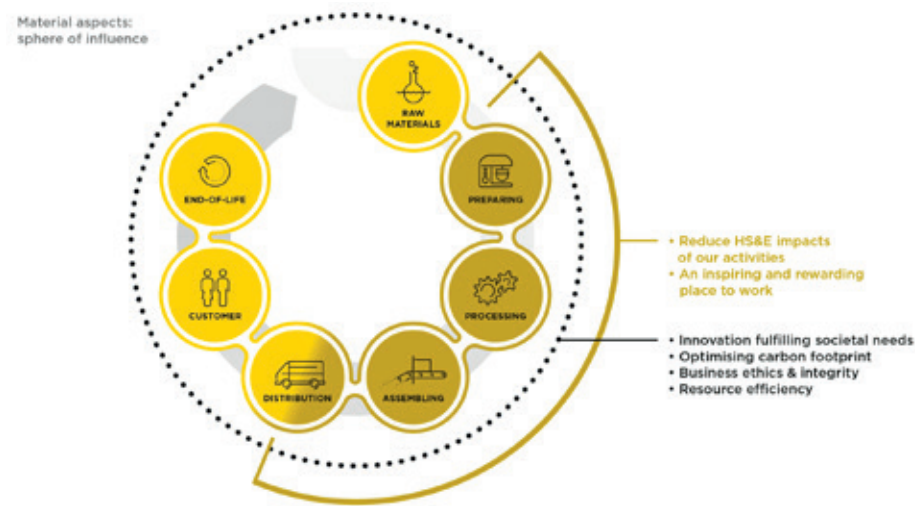 Material aspects:
sphere of influence
RAW
MATERIALS
PREPARING
PROCESSING
ASSEMBLING
DISTRIBUTION
CUSTOMER
END-OF-LIFE
• Reduce HS&E impacts
of our activities
• An inspiring and rewarding
place to work
• Innovation fulfilling societal needs
• Optimising carbon footprint
• Business ethics & integrity
• Resource efficiency